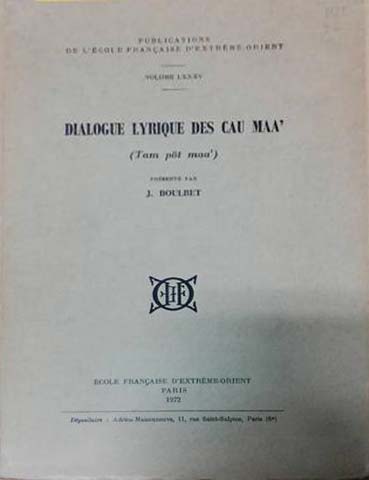 PUBLICATIONS
DE L'ÉCOLE FRANÇAISE D'EXTRÊME-ORIENT
VOLUME LXXXV
DIALOGUE LYRIQUE DES CAU MAA'
(Tam pöt maa')
PRÉSENTÉ PAR
J. BOULBET
ÉCOLE FRANÇAISE D'EXTRÊME-ORIENT
PARIS
1972
Dépositaire : Adrien-Maisonneuve, 11, rue Saint-Sulpice, Paris (6e)